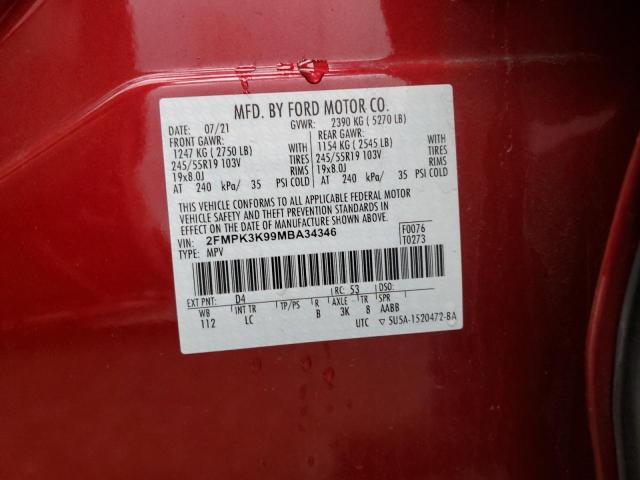 MFD. BY FORD MOTOR CO.
DATE: 07/21 GVWR: 2390 KG ( 5270 LB)
FRONT GAWR: REAR GAWR:
1247 KG ( 2750 LB) WITH 1154 KG ( 2545 LB) WITH
245/55R19 103V TIRES 245/55R19 103V TIRES
19x8.0J RIMS 19x8.0J RIMS
AT 240 kPa/ 35 PSI COLD AT 240 kPa/ 35 PSI COLD
THIS VEHICLE CONFORMS TO ALL APPLICABLE FEDERAL MOTOR
VEHICLE SAFETY AND THEFT PREVENTION STANDARDS IN
EFFECT ON THE DATE OF MANUFACTURE SHOWN ABOVE.
VIN: 2FMPK3K99MBA34346 F0076
TYPE: MPV T0273
EXT PNT: D4 RC: 53 DSO:
WB INT TR TP/PS R AXLE TR SPR
112 LC B 3K 8 AABB
UTC ▽ 5U5A-1520472-BA